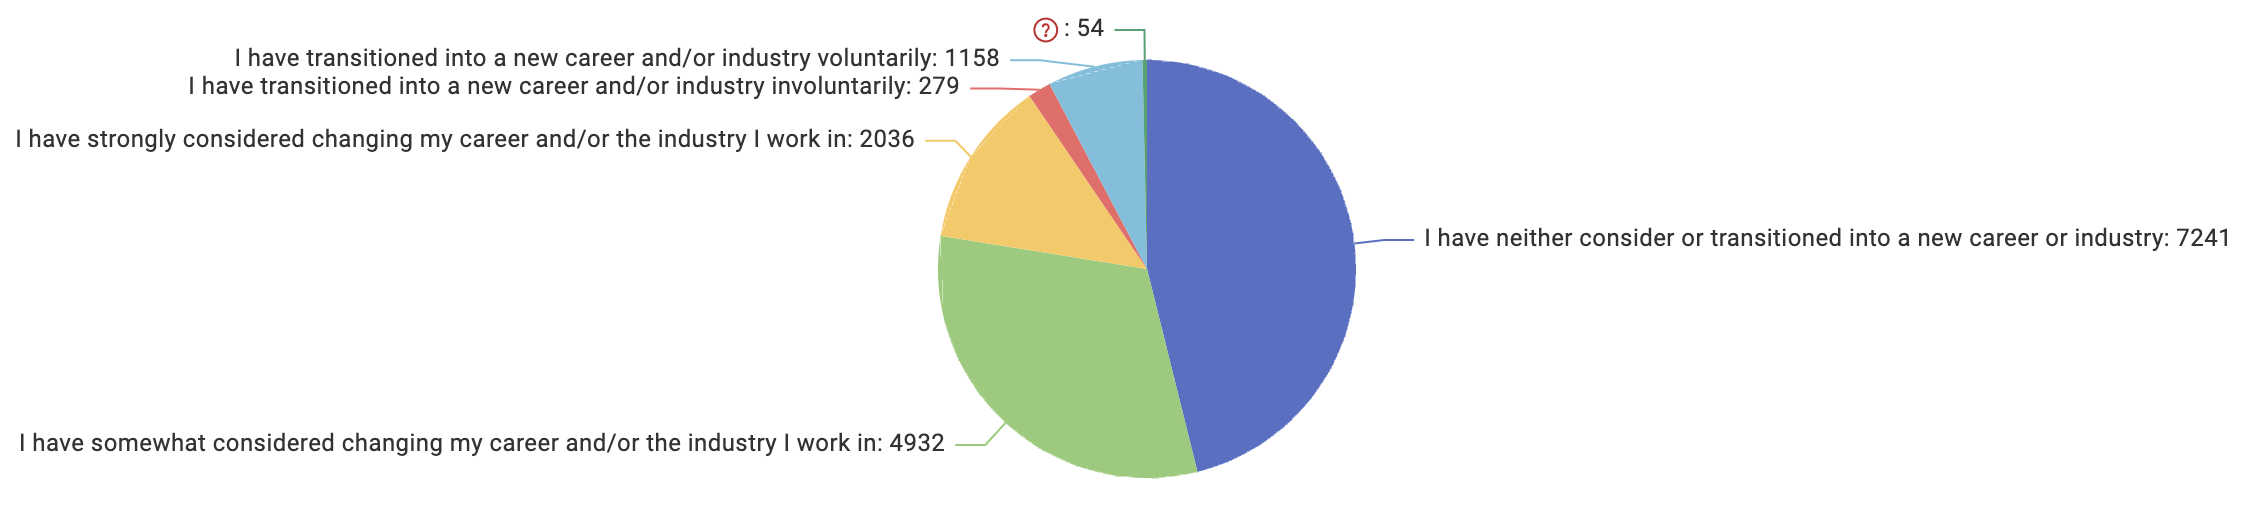 ? : 54
I have transitioned into a new career and/or industry voluntarily: 1158
I have transitioned into a new career and/or industry involuntarily: 279
I have strongly considered changing my career and/or the industry I work in: 2036
I have neither consider or transitioned into a new career or industry: 7241
I have somewhat considered changing my career and/or the industry I work in: 4932